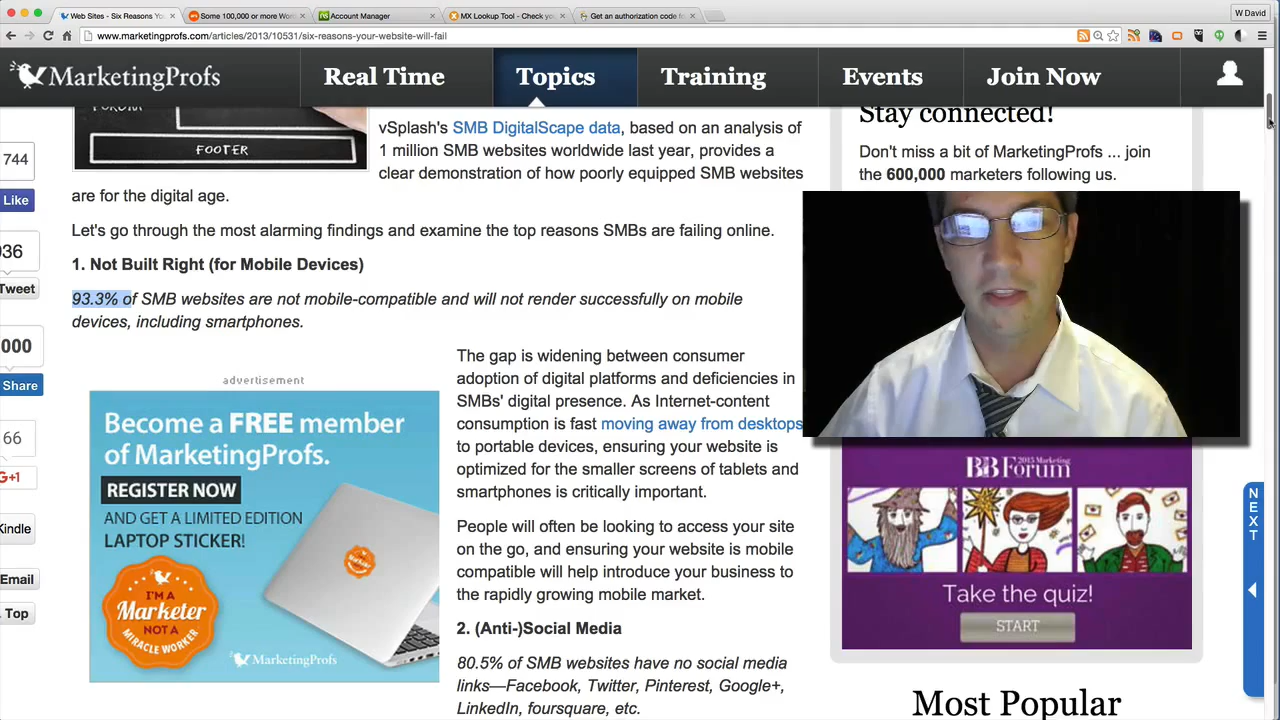 Web Sites - Six Reasons Yo
Some 100,000 or more Wor
Account Manager
MX Lookup Tool - Check yo
Get an authorization code f
W David
www.marketingprofs.com/articles/2013/10531/six-reasons-your-website-will-fail
MarketingProfs
Real Time
Topics
Training
Events
Join Now
FOOTER
vSplash's SMB DigitalScape data, based on an analysis of
1 million SMB websites worldwide last year, provides a
clear demonstration of how poorly equipped SMB websites
are for the digital age.
Let's go through the most alarming findings and examine the top reasons SMBs are failing online.
1. Not Built Right (for Mobile Devices)
93.3% of SMB websites are not mobile-compatible and will not render successfully on mobile
devices, including smartphones.
The gap is widening between consumer
adoption of digital platforms and deficiencies in
SMBs' digital presence. As Internet-content
consumption is fast moving away from desktops
to portable devices, ensuring your website is
optimized for the smaller screens of tablets and
smartphones is critically important.
People will often be looking to access your site
on the go, and ensuring your website is mobile
compatible will help introduce your business to
the rapidly growing mobile market.
2. (Anti-)Social Media
80.5% of SMB websites have no social media
links—Facebook, Twitter, Pinterest, Google+,
LinkedIn, foursquare, etc.
advertisement
Become a FREE member
of MarketingProfs.
REGISTER NOW
AND GET A LIMITED EDITION
LAPTOP STICKER!
I'M A
Marketer
NOT A
MIRACLE WORKER
MarketingProfs
744
Like
036
Tweet
000
Share
66
+1
Kindle
Email
Top
Stay connected!
Don't miss a bit of MarketingProfs ... join
the 600,000 marketers following us.
2015 Marketing
B2B Forum
Take the quiz!
START
NEXT
Most Popular